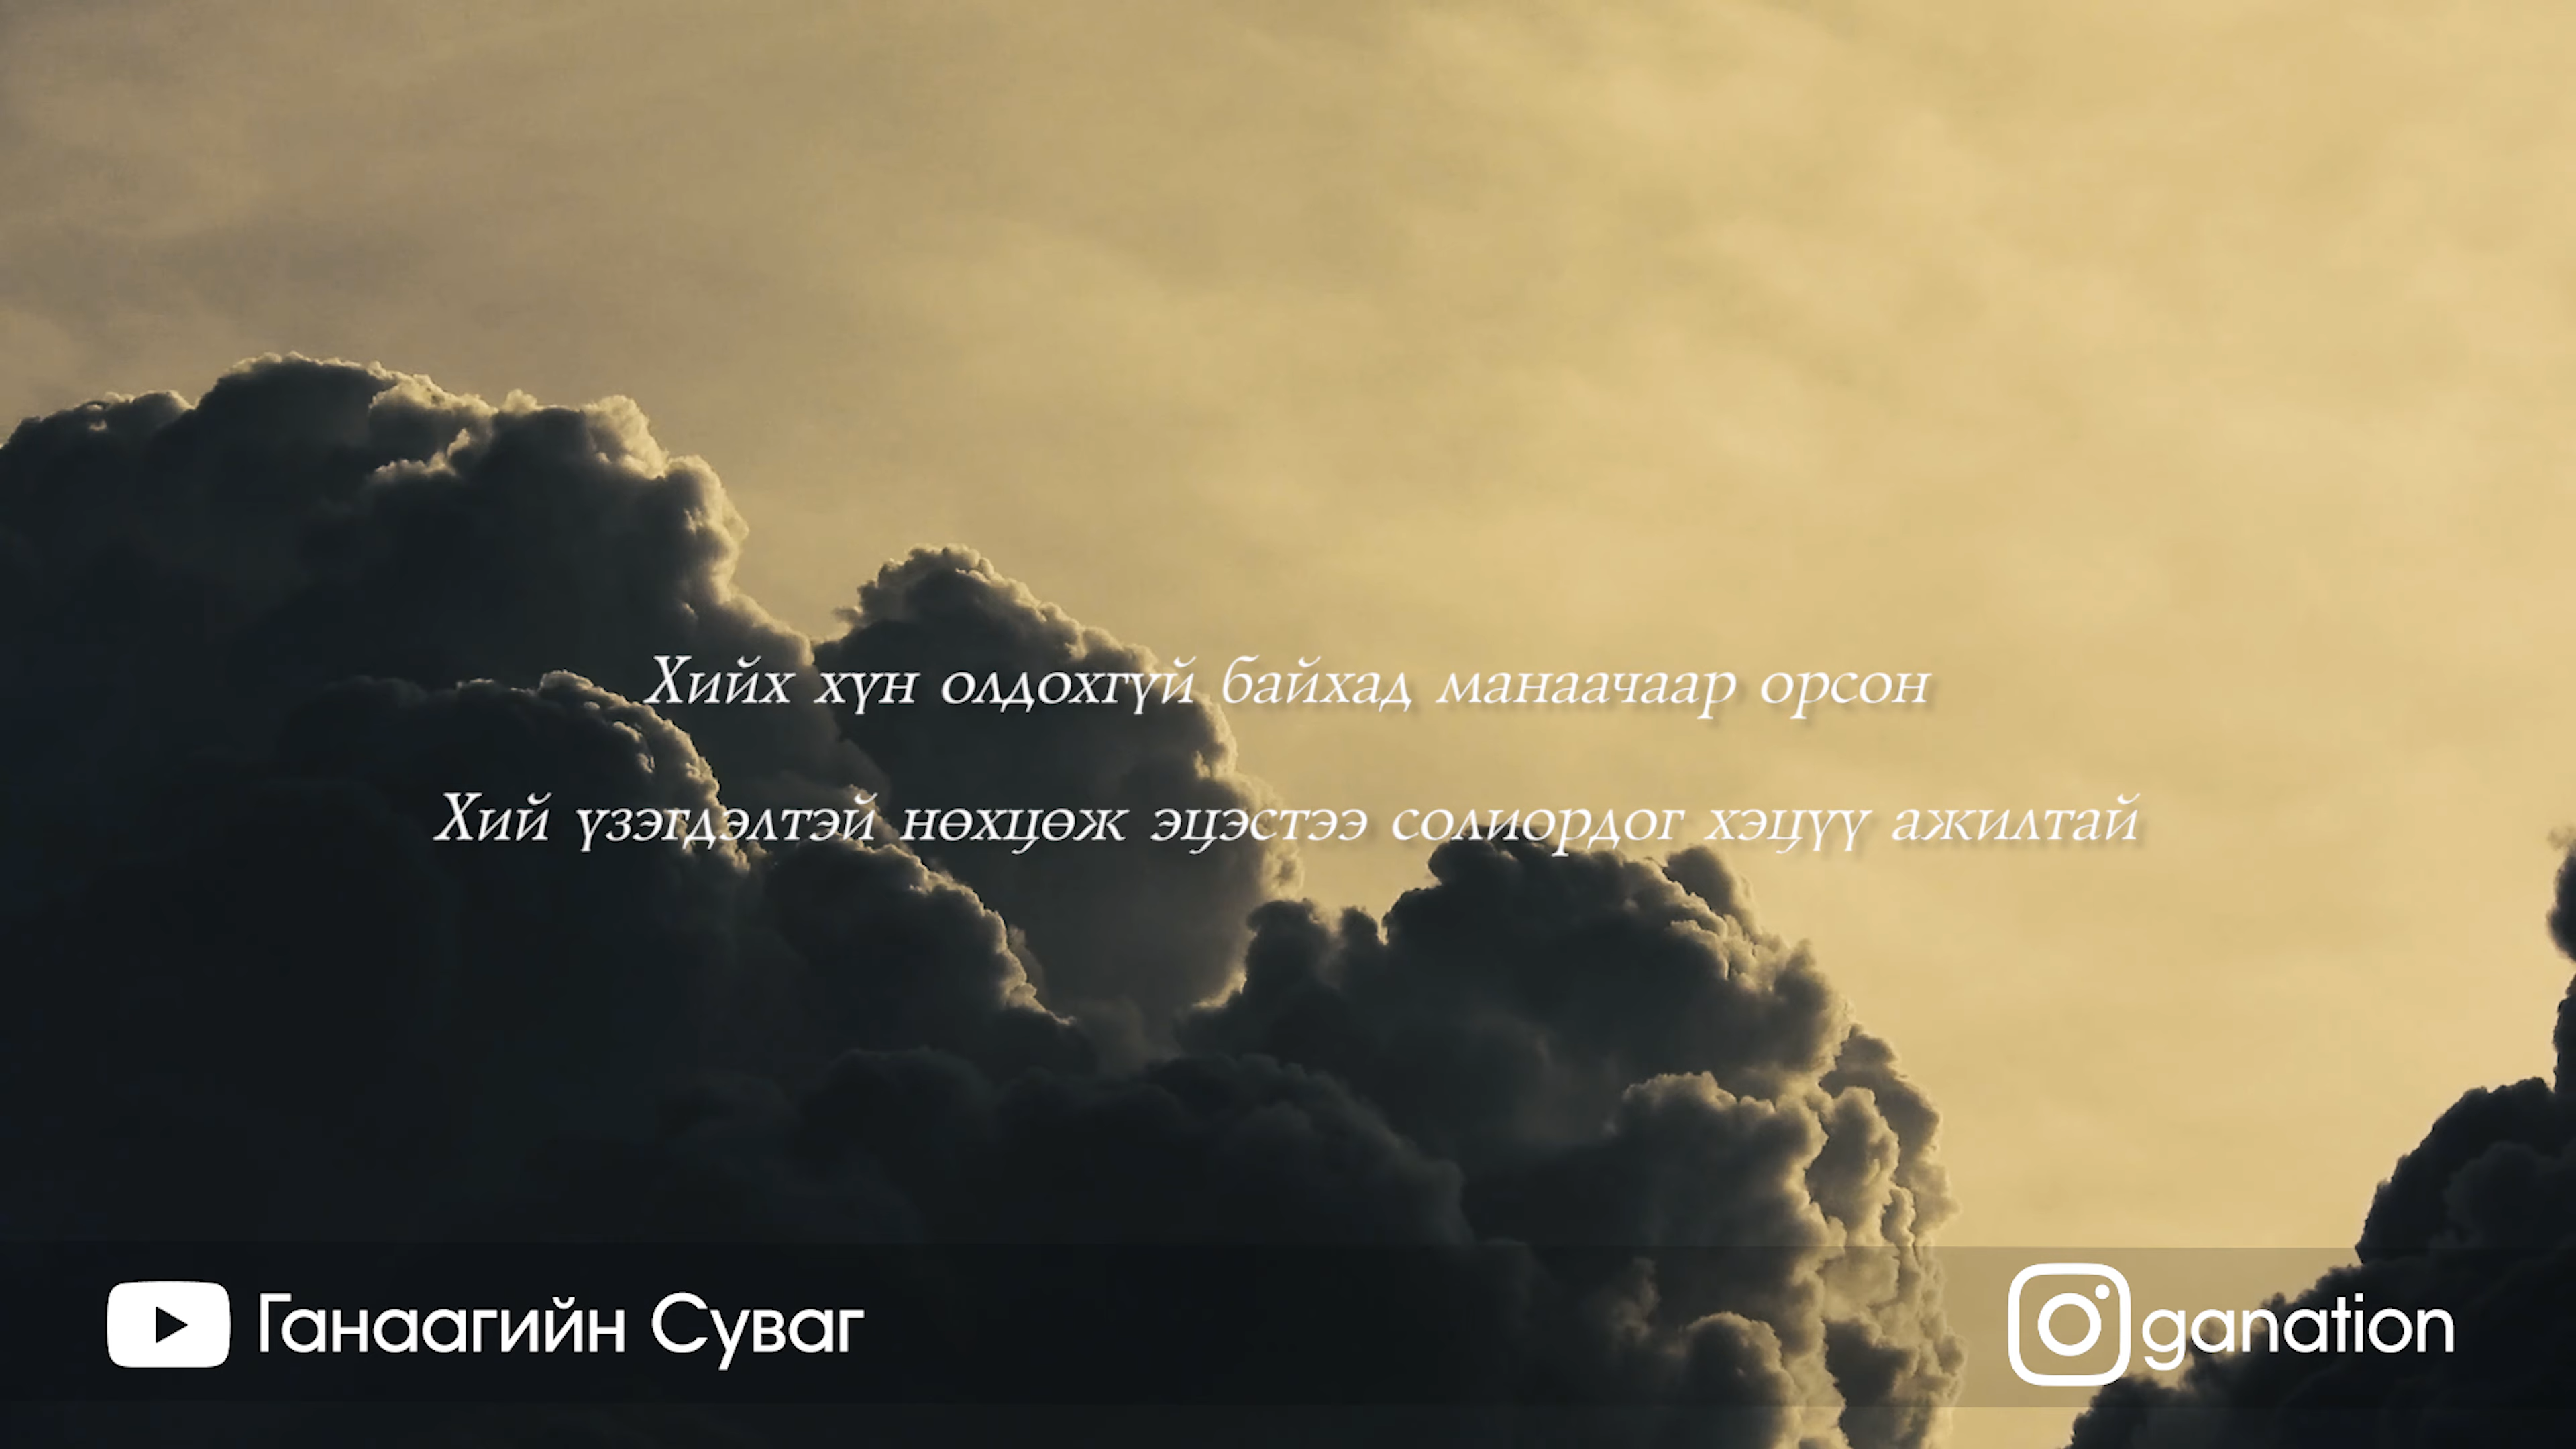 Хийх хүн олдохгүй байхад манаачаар орсон
Хий үзэгдэлтэй нөхцөж эцэстээ солиордог хэцүү ажилтай
Ганаагийн Суваг
ganation